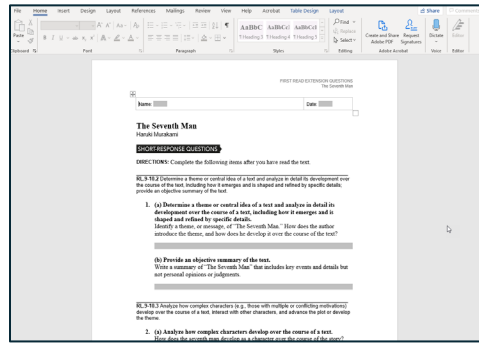 File Home Insert Design Layout References Mailings Review View Help Acrobat Table Design Layout Share Comments
Paste
AaBbC AaBbCc AaBbCcI
Find
Replace
Select
Create and Share Adobe PDF
Request Signatures
Dictate
Editor
¶ Heading 3 ¶ Heading 4 ¶ Heading 5
Clipboard Font Paragraph Styles Editing Adobe Acrobat Voice Editor
FIRST READ EXTENSION QUESTIONS
The Seventh Man
Name: Date:
The Seventh Man
Haruki Murakami
SHORT-RESPONSE QUESTIONS
DIRECTIONS: Complete the following items after you have read the text.
RL.9-10.2 Determine a theme or central idea of a text and analyze in detail its development over
the course of the text, including how it emerges and is shaped and refined by specific details;
provide an objective summary of the text.
1. (a) Determine a theme or central idea of a text and analyze in detail its
development over the course of a text, including how it emerges and is
shaped and refined by specific details.
Identify a theme, or message, of "The Seventh Man." How does the author
introduce the theme, and how does he develop it over the course of the text?
(b) Provide an objective summary of the text.
Write a summary of "The Seventh Man" that includes key events and details but
not personal opinions or judgments.
RL.9-10.3 Analyze how complex characters (e.g., those with multiple or conflicting motivations)
develop over the course of a text, interact with other characters, and advance the plot or develop
the theme.
2. (a) Analyze how complex characters develop over the course of a text.
How does the seventh man develop as a character over the course of the story?